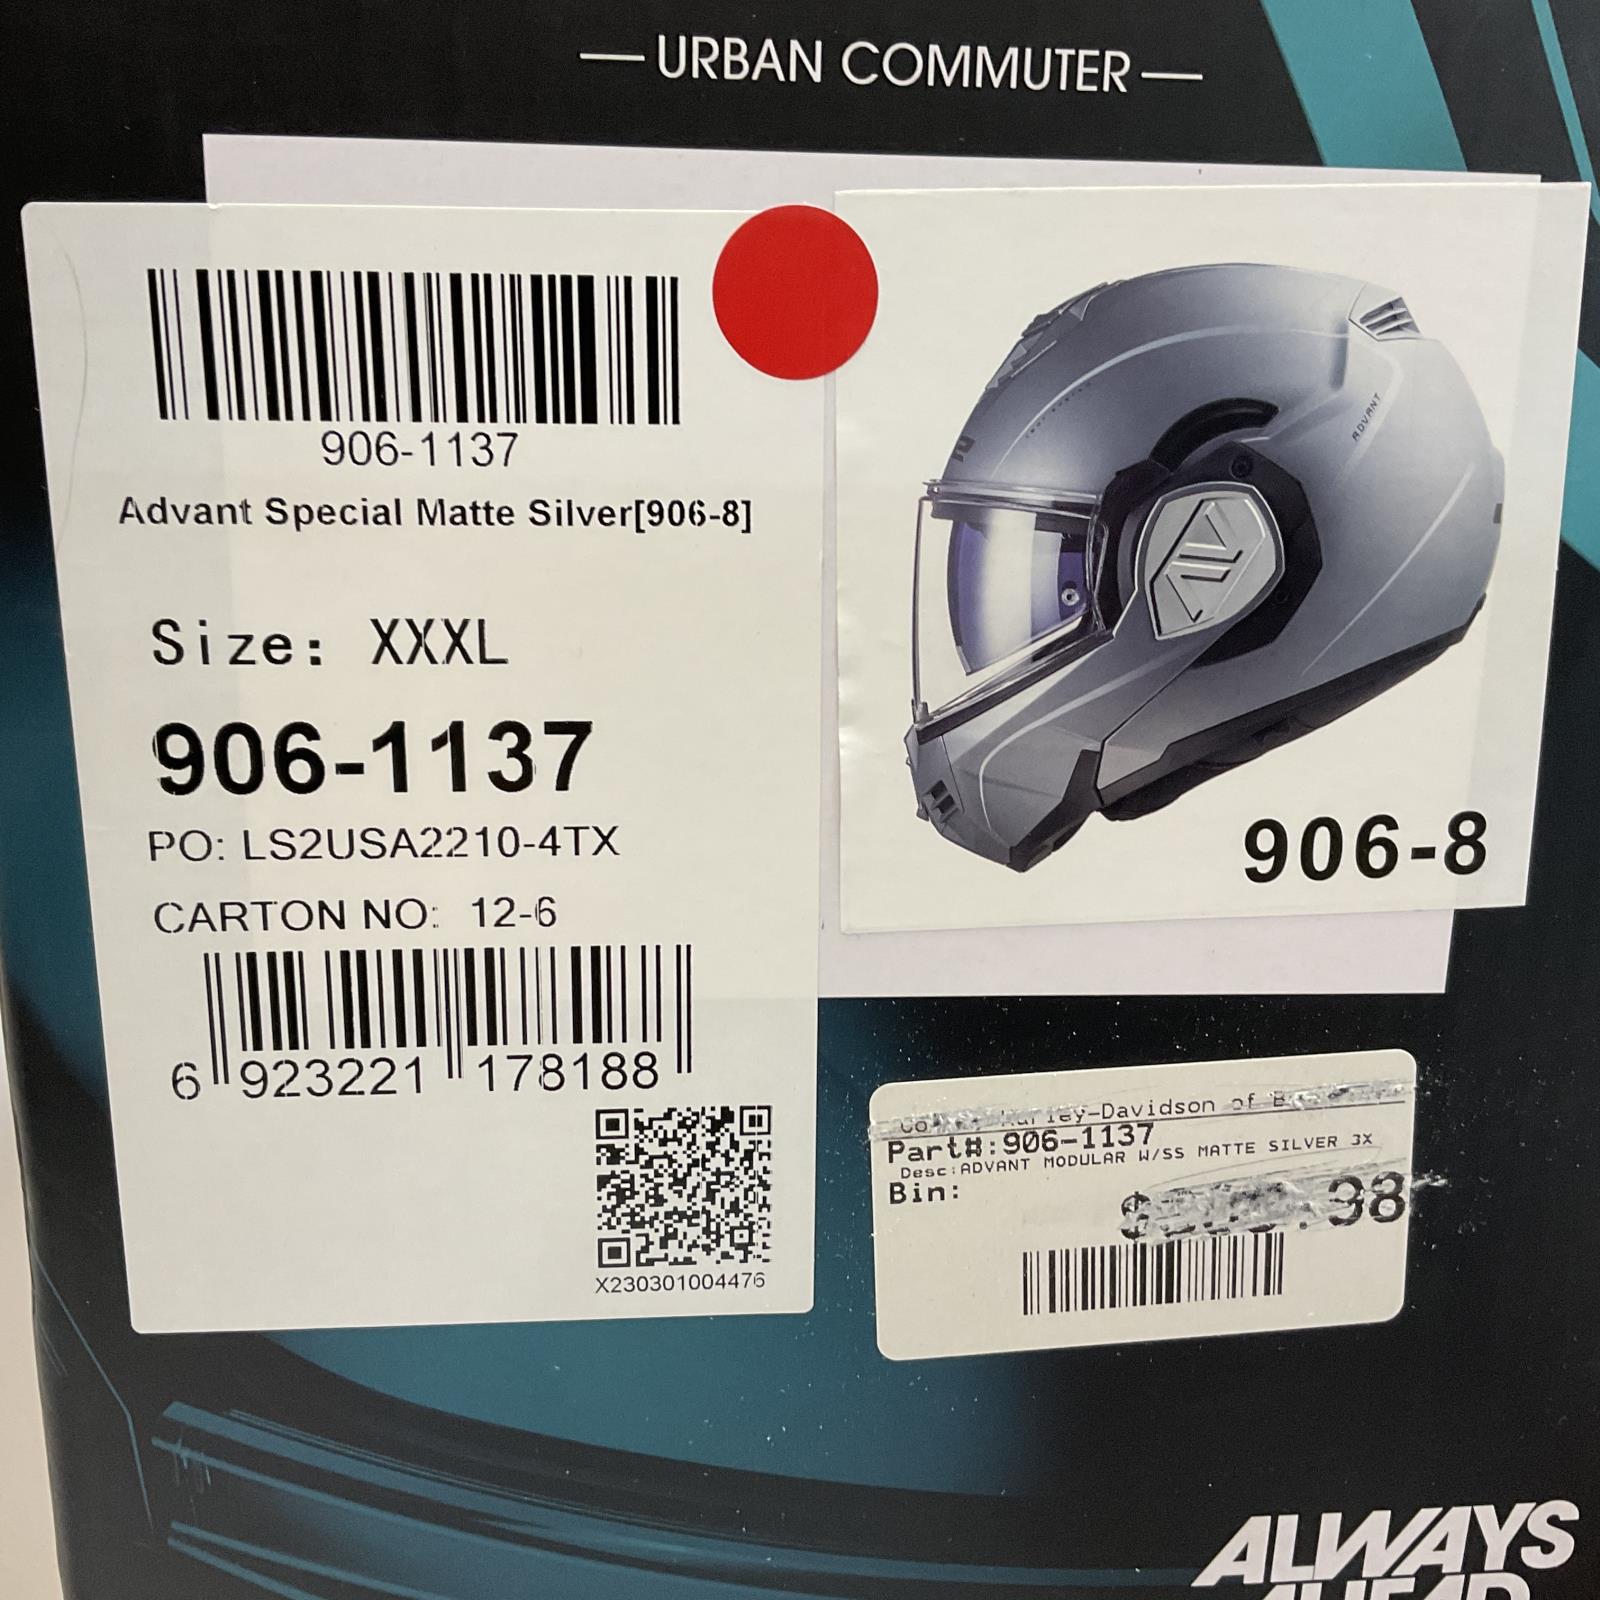 URBAN COMMUTER
906-1137
Advant Special Matte Silver[906-8]
Size: XXXL
906-1137
PO: LS2USA2210-4TX
CARTON NO: 12-6
6 923221 178188
X230301004476
ADVANT
906-8
Harley-Davidson of
Part#:906-1137
Desc:ADVANT MODULAR W/SS MATTE SILVER 3X
Bin:
ALWAYS
AHEAD